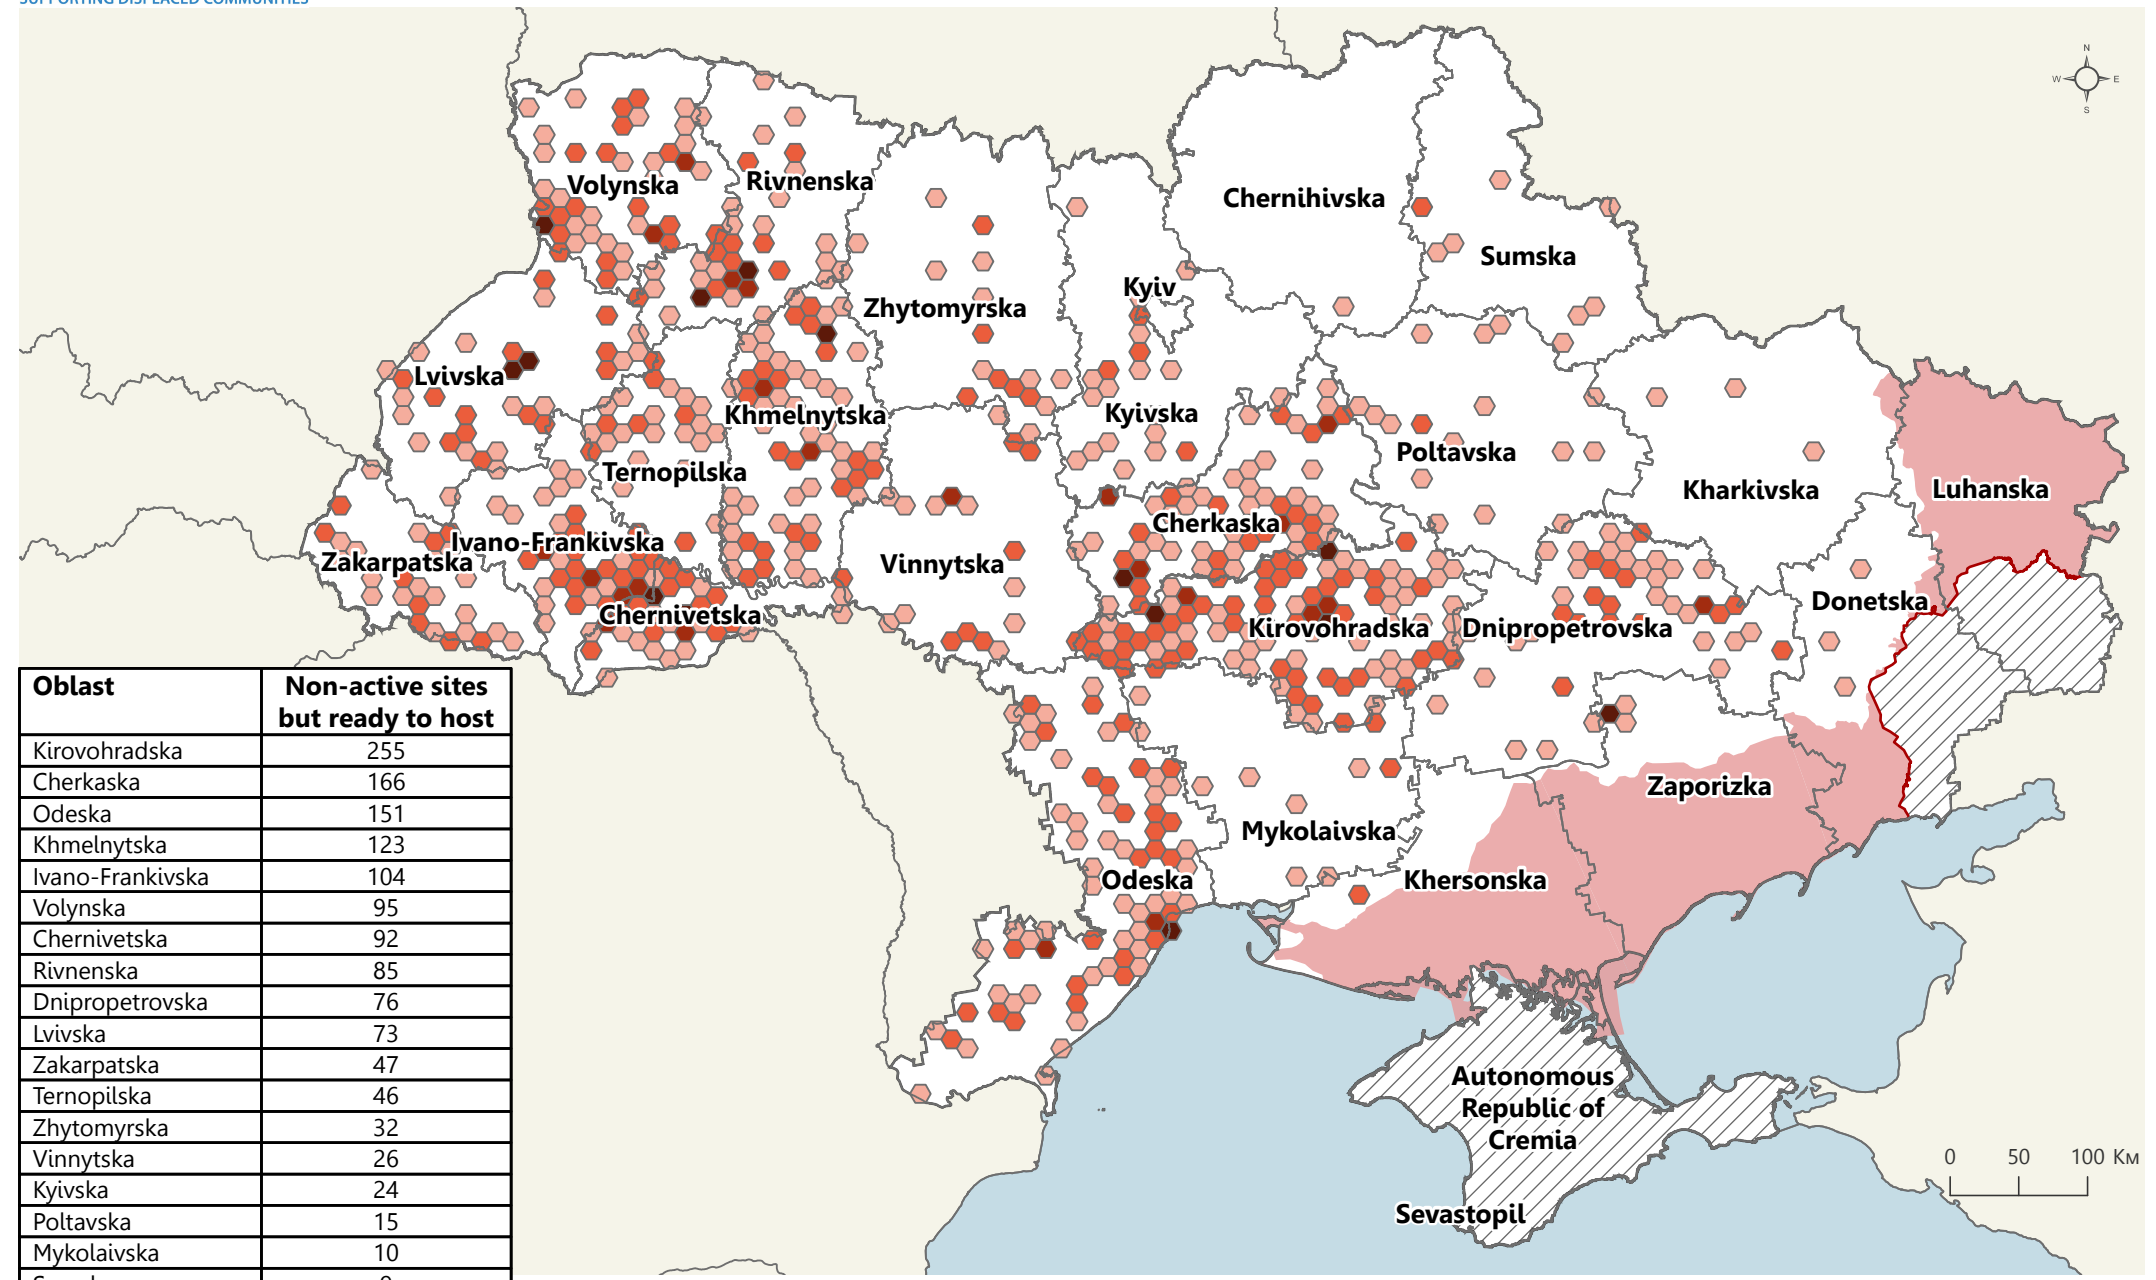 SUPPORTING DISPLACED COMMUNITIES
N
W E
S
Volynska
Rivnenska
Chernihivska
Sumska
Kyiv
Zhytomyrska
Lvivska
Khmelnytska
Kyivska
Poltavska
Ternopilska
Kharkivska
Luhanska
Cherkaska
Ivano-Frankivska
Zakarpatska
Vinnytska
Donetska
Chernivetska
Kirovohradska
Dnipropetrovska
Zaporizka
Mykolaivska
Odeska
Khersonska
Autonomous
Republic of
Cremia
Sevastopil
0 50 100 Км
Oblast Non-active sites
but ready to host
Kirovohradska 255
Cherkaska 166
Odeska 151
Khmelnytska 123
Ivano-Frankivska 104
Volynska 95
Chernivetska 92
Rivnenska 85
Dnipropetrovska 76
Lvivska 73
Zakarpatska 47
Ternopilska 46
Zhytomyrska 32
Vinnytska 26
Kyivska 24
Poltavska 15
Mykolaivska 10